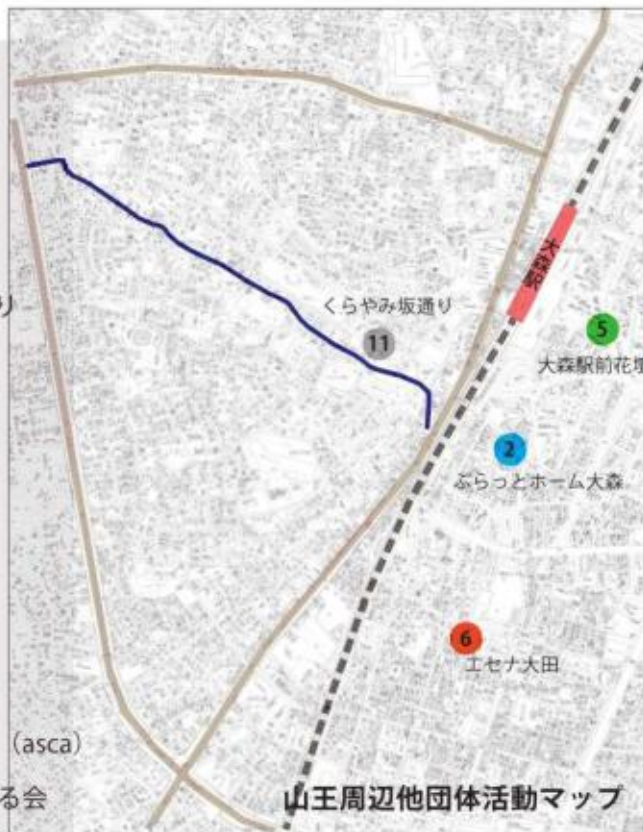 くらやみ坂通り
11
大森駅
5
大森駅前花壇
2
ぷらっとホーム大森
6
エセナ大田
り
(asca)
る会
山王周辺他団体活動マップ